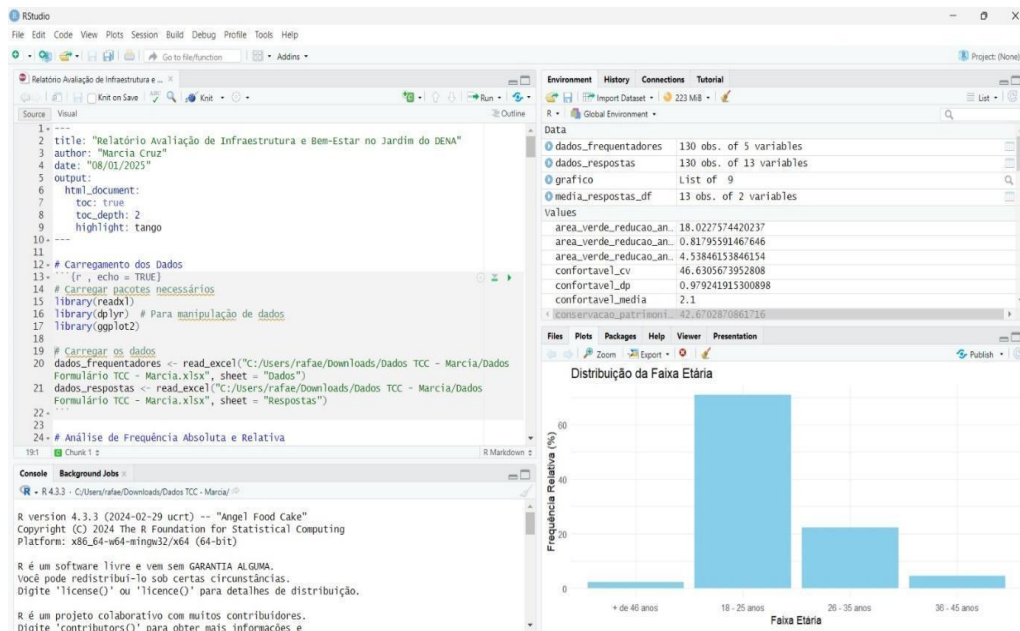 RStudio
File Edit Code View Plots Session Build Debug Profile Tools Help
Go to file/function Addins
Project: (None)
Relatório Avaliação de Infraestrutura e ...
Knit on Save Knit Run
Source Visual Outline
1 ---
2 title: "Relatório Avaliação de Infraestrutura e Bem-Estar no Jardim do DENA"
3 author: "Marcia Cruz"
4 date: "08/01/2025"
5 output:
6 html_document:
7 toc: true
8 toc_depth: 2
9 highlight: tango
10 ---
11
12 # Carregamento dos Dados
13 ```{r , echo = TRUE}
14 # Carregar pacotes necessários
15 library(readxl)
16 library(dplyr) # Para manipulação de dados
17 library(ggplot2)
18
19 # Carregar os dados
20 dados_frequentadores <- read_excel("C:/Users/rafae/Downloads/Dados TCC - Marcia/Dados
Formulário TCC - Marcia.xlsx", sheet = "Dados")
21 dados_respostas <- read_excel("C:/Users/rafae/Downloads/Dados TCC - Marcia/Dados
Formulário TCC - Marcia.xlsx", sheet = "Respostas")
22 ```
23
24 # Análise de Frequência Absoluta e Relativa
19:1 Chunk 1 R Markdown
Console Background Jobs
R 4.3.3 · C:/Users/rafae/Downloads/Dados TCC - Marcia/
R version 4.3.3 (2024-02-29 ucrt) -- "Angel Food Cake"
Copyright (C) 2024 The R Foundation for Statistical Computing
Platform: x86_64-w64-mingw32/x64 (64-bit)
R é um software livre e vem sem GARANTIA ALGUMA.
Você pode redistribuí-lo sob certas circunstâncias.
Digite 'license()' ou 'licence()' para detalhes de distribuição.
R é um projeto colaborativo com muitos contribuidores.
Digite 'contributors()' para obter mais informações e
Environment History Connections Tutorial
Import Dataset 223 MiB List
R Global Environment
Data
dados_frequentadores 130 obs. of 5 variables
dados_respostas 130 obs. of 13 variables
grafico List of 9
media_respostas_df 13 obs. of 2 variables
Values
area_verde_reducao_an… 18.0227574420237
area_verde_reducao_an… 0.81795591467646
area_verde_reducao_an… 4.53846153846154
confortavel_cv 46.6305673952808
confortavel_dp 0.979241915300898
confortavel_media 2.1
conservacao_patrimoni… 42.6702870861716
Files Plots Packages Help Viewer Presentation
Zoom Export Publish
Distribuição da Faixa Etária
Frequência Relativa (%)
60
40
20
0
+ de 46 anos 18 - 25 anos 26 - 35 anos 36 - 45 anos
Faixa Etária